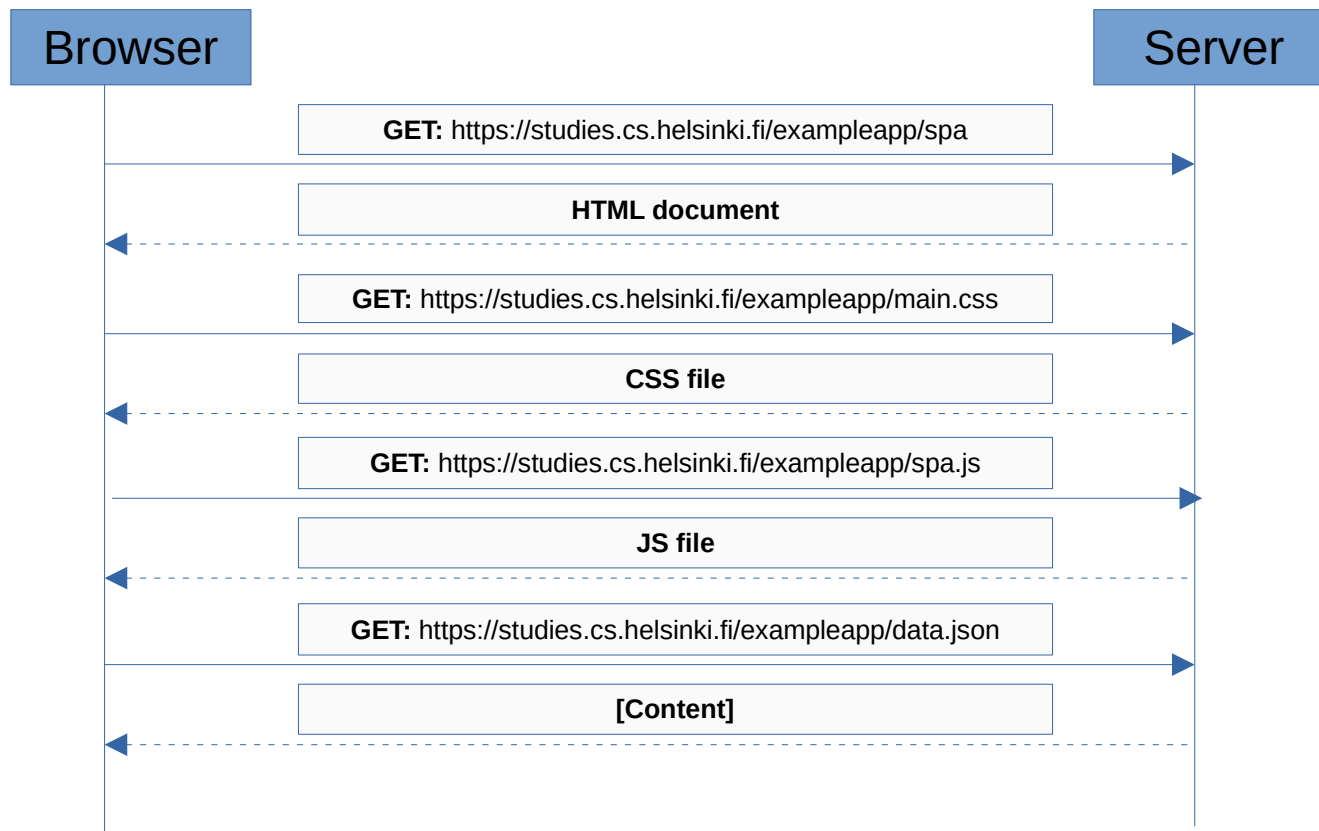 Browser
Server
GET: https://studies.cs.helsinki.fi/exampleapp/spa
HTML document
GET: https://studies.cs.helsinki.fi/exampleapp/main.css
CSS file
GET: https://studies.cs.helsinki.fi/exampleapp/spa.js
JS file
GET: https://studies.cs.helsinki.fi/exampleapp/data.json
[Content]